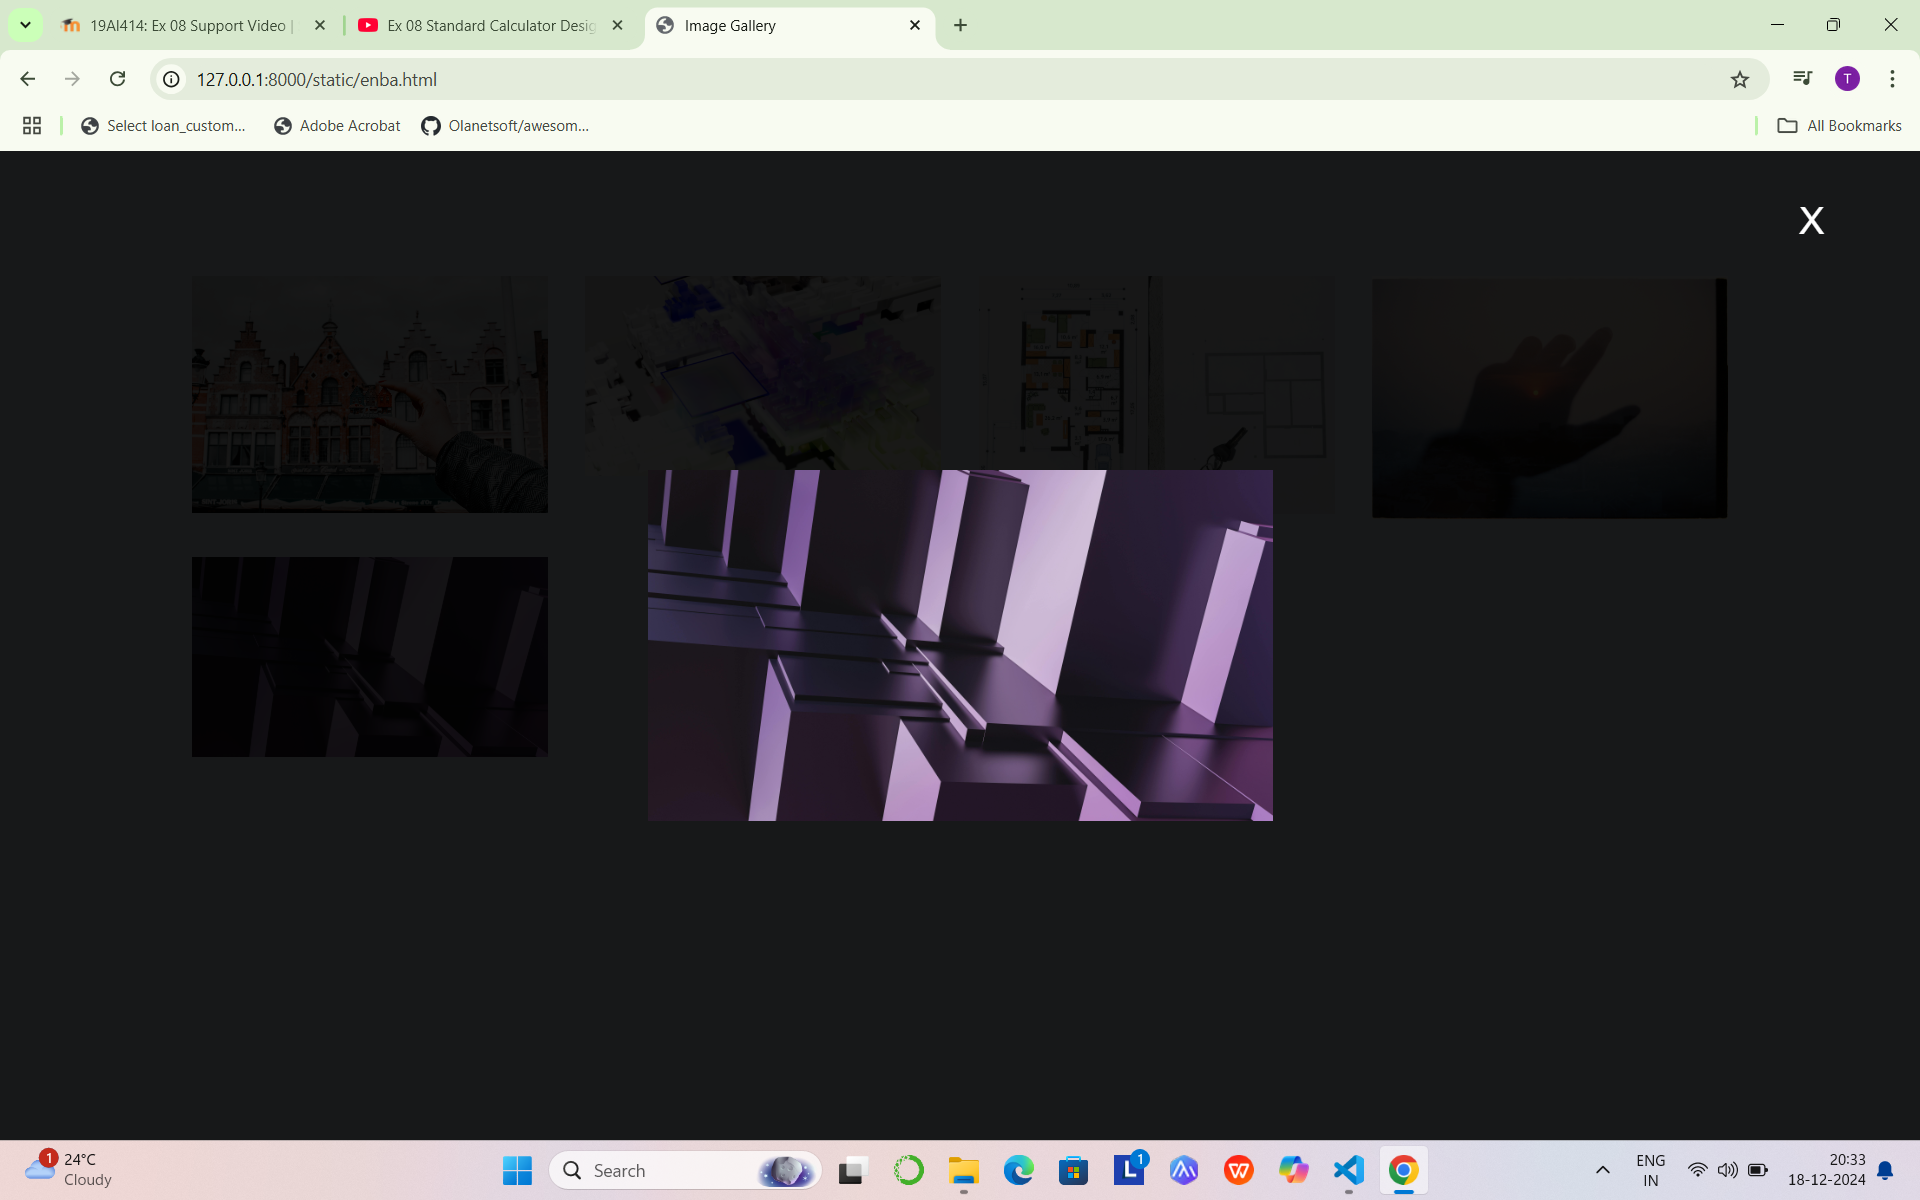 19AI414: Ex 08 Support Video |
Ex 08 Standard Calculator Desig
Image Gallery
127.0.0.1:8000/static/enba.html
T
Select loan_custom...
Adobe Acrobat
Olanetsoft/awesom...
All Bookmarks
X
1
24°C
Cloudy
Search
L
1
ENG
IN
20:33
18-12-2024